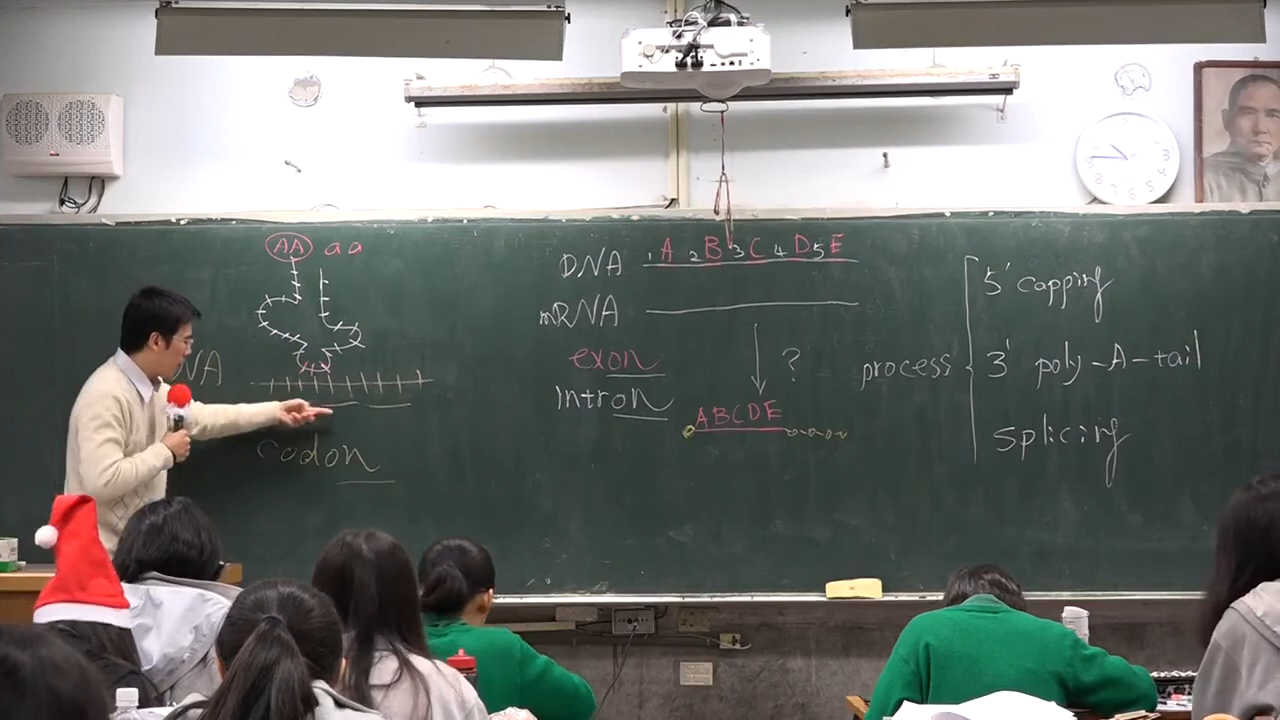 AA aa
NA
codon
DNA 1 A 2 B 3 C 4 D 5 E
mRNA
exon
intron
?
ABCDE
process
5' capping
3' poly-A-tail
splicing